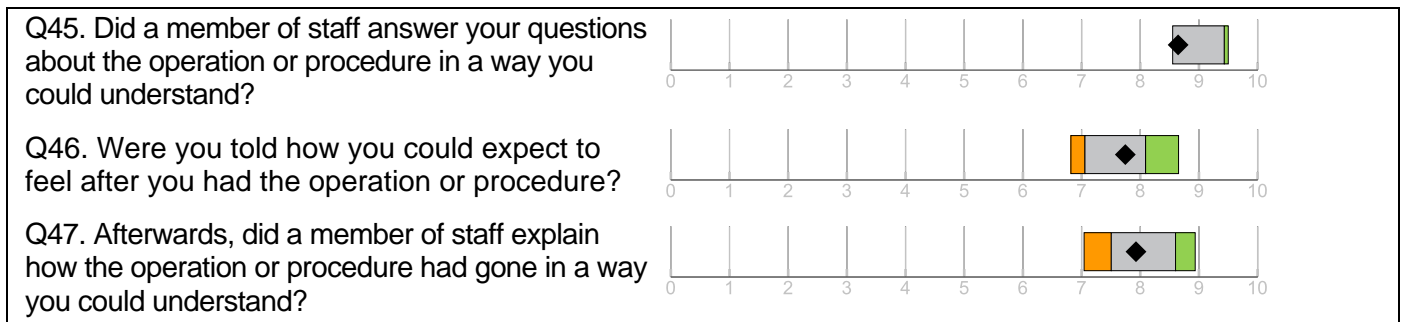 Q45. Did a member of staff answer your questions
about the operation or procedure in a way you
could understand?
0 1 2 3 4 5 6 7 8 9 10
Q46. Were you told how you could expect to
feel after you had the operation or procedure?
0 1 2 3 4 5 6 7 8 9 10
Q47. Afterwards, did a member of staff explain
how the operation or procedure had gone in a way
you could understand?
0 1 2 3 4 5 6 7 8 9 10